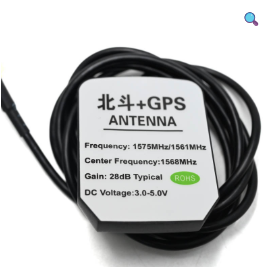 北斗+GPS
ANTENNA
Frequency: 1575MHz/1561MHz
Center Frequency:1568MHz
Gain: 28dB Typical ROHS
DC Voltage:3.0-5.0V